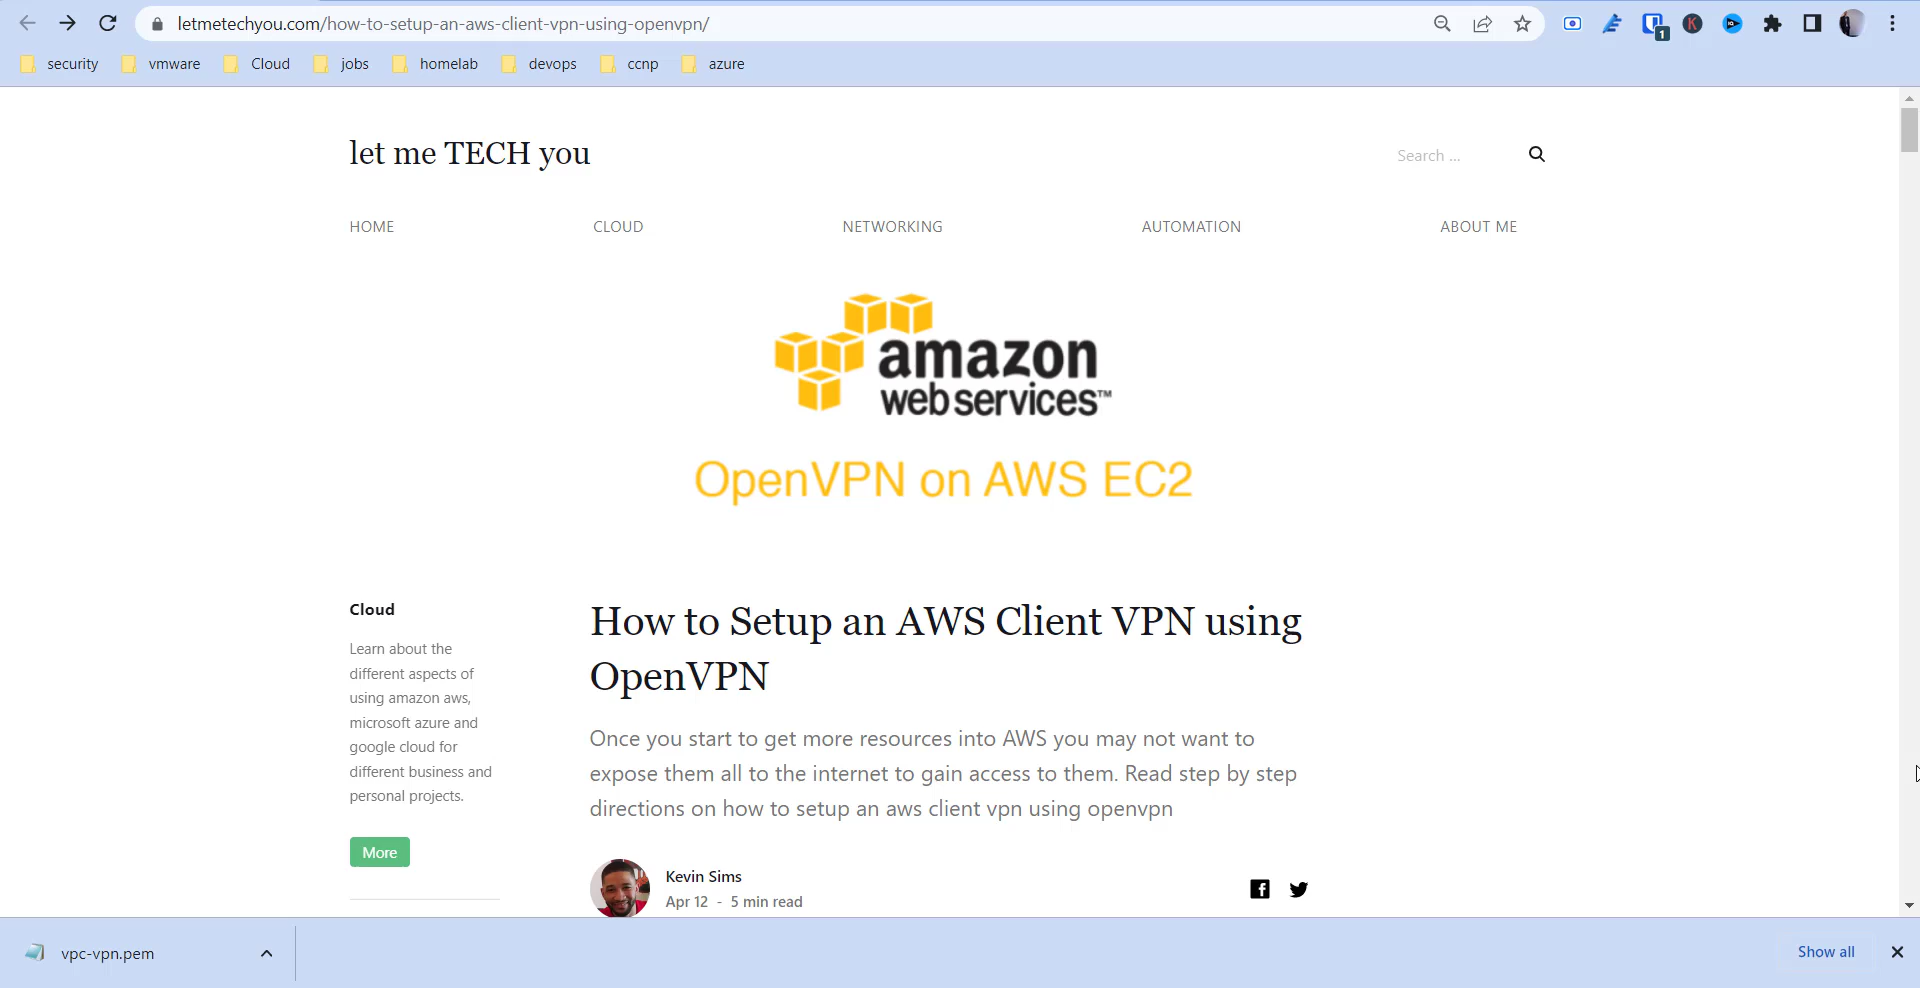 letmetechyou.com/how-to-setup-an-aws-client-vpn-using-openvpn/
1
K
security vmware Cloud jobs homelab devops ccnp azure
let me TECH you
Search ...
HOME CLOUD NETWORKING AUTOMATION ABOUT ME
amazon
web services™
OpenVPN on AWS EC2
Cloud
Learn about the
different aspects of
using amazon aws,
microsoft azure and
google cloud for
different business and
personal projects.
More
How to Setup an AWS Client VPN using
OpenVPN
Once you start to get more resources into AWS you may not want to
expose them all to the internet to gain access to them. Read step by step
directions on how to setup an aws client vpn using openvpn
Kevin Sims
Apr 12 - 5 min read
vpc-vpn.pem
Show all